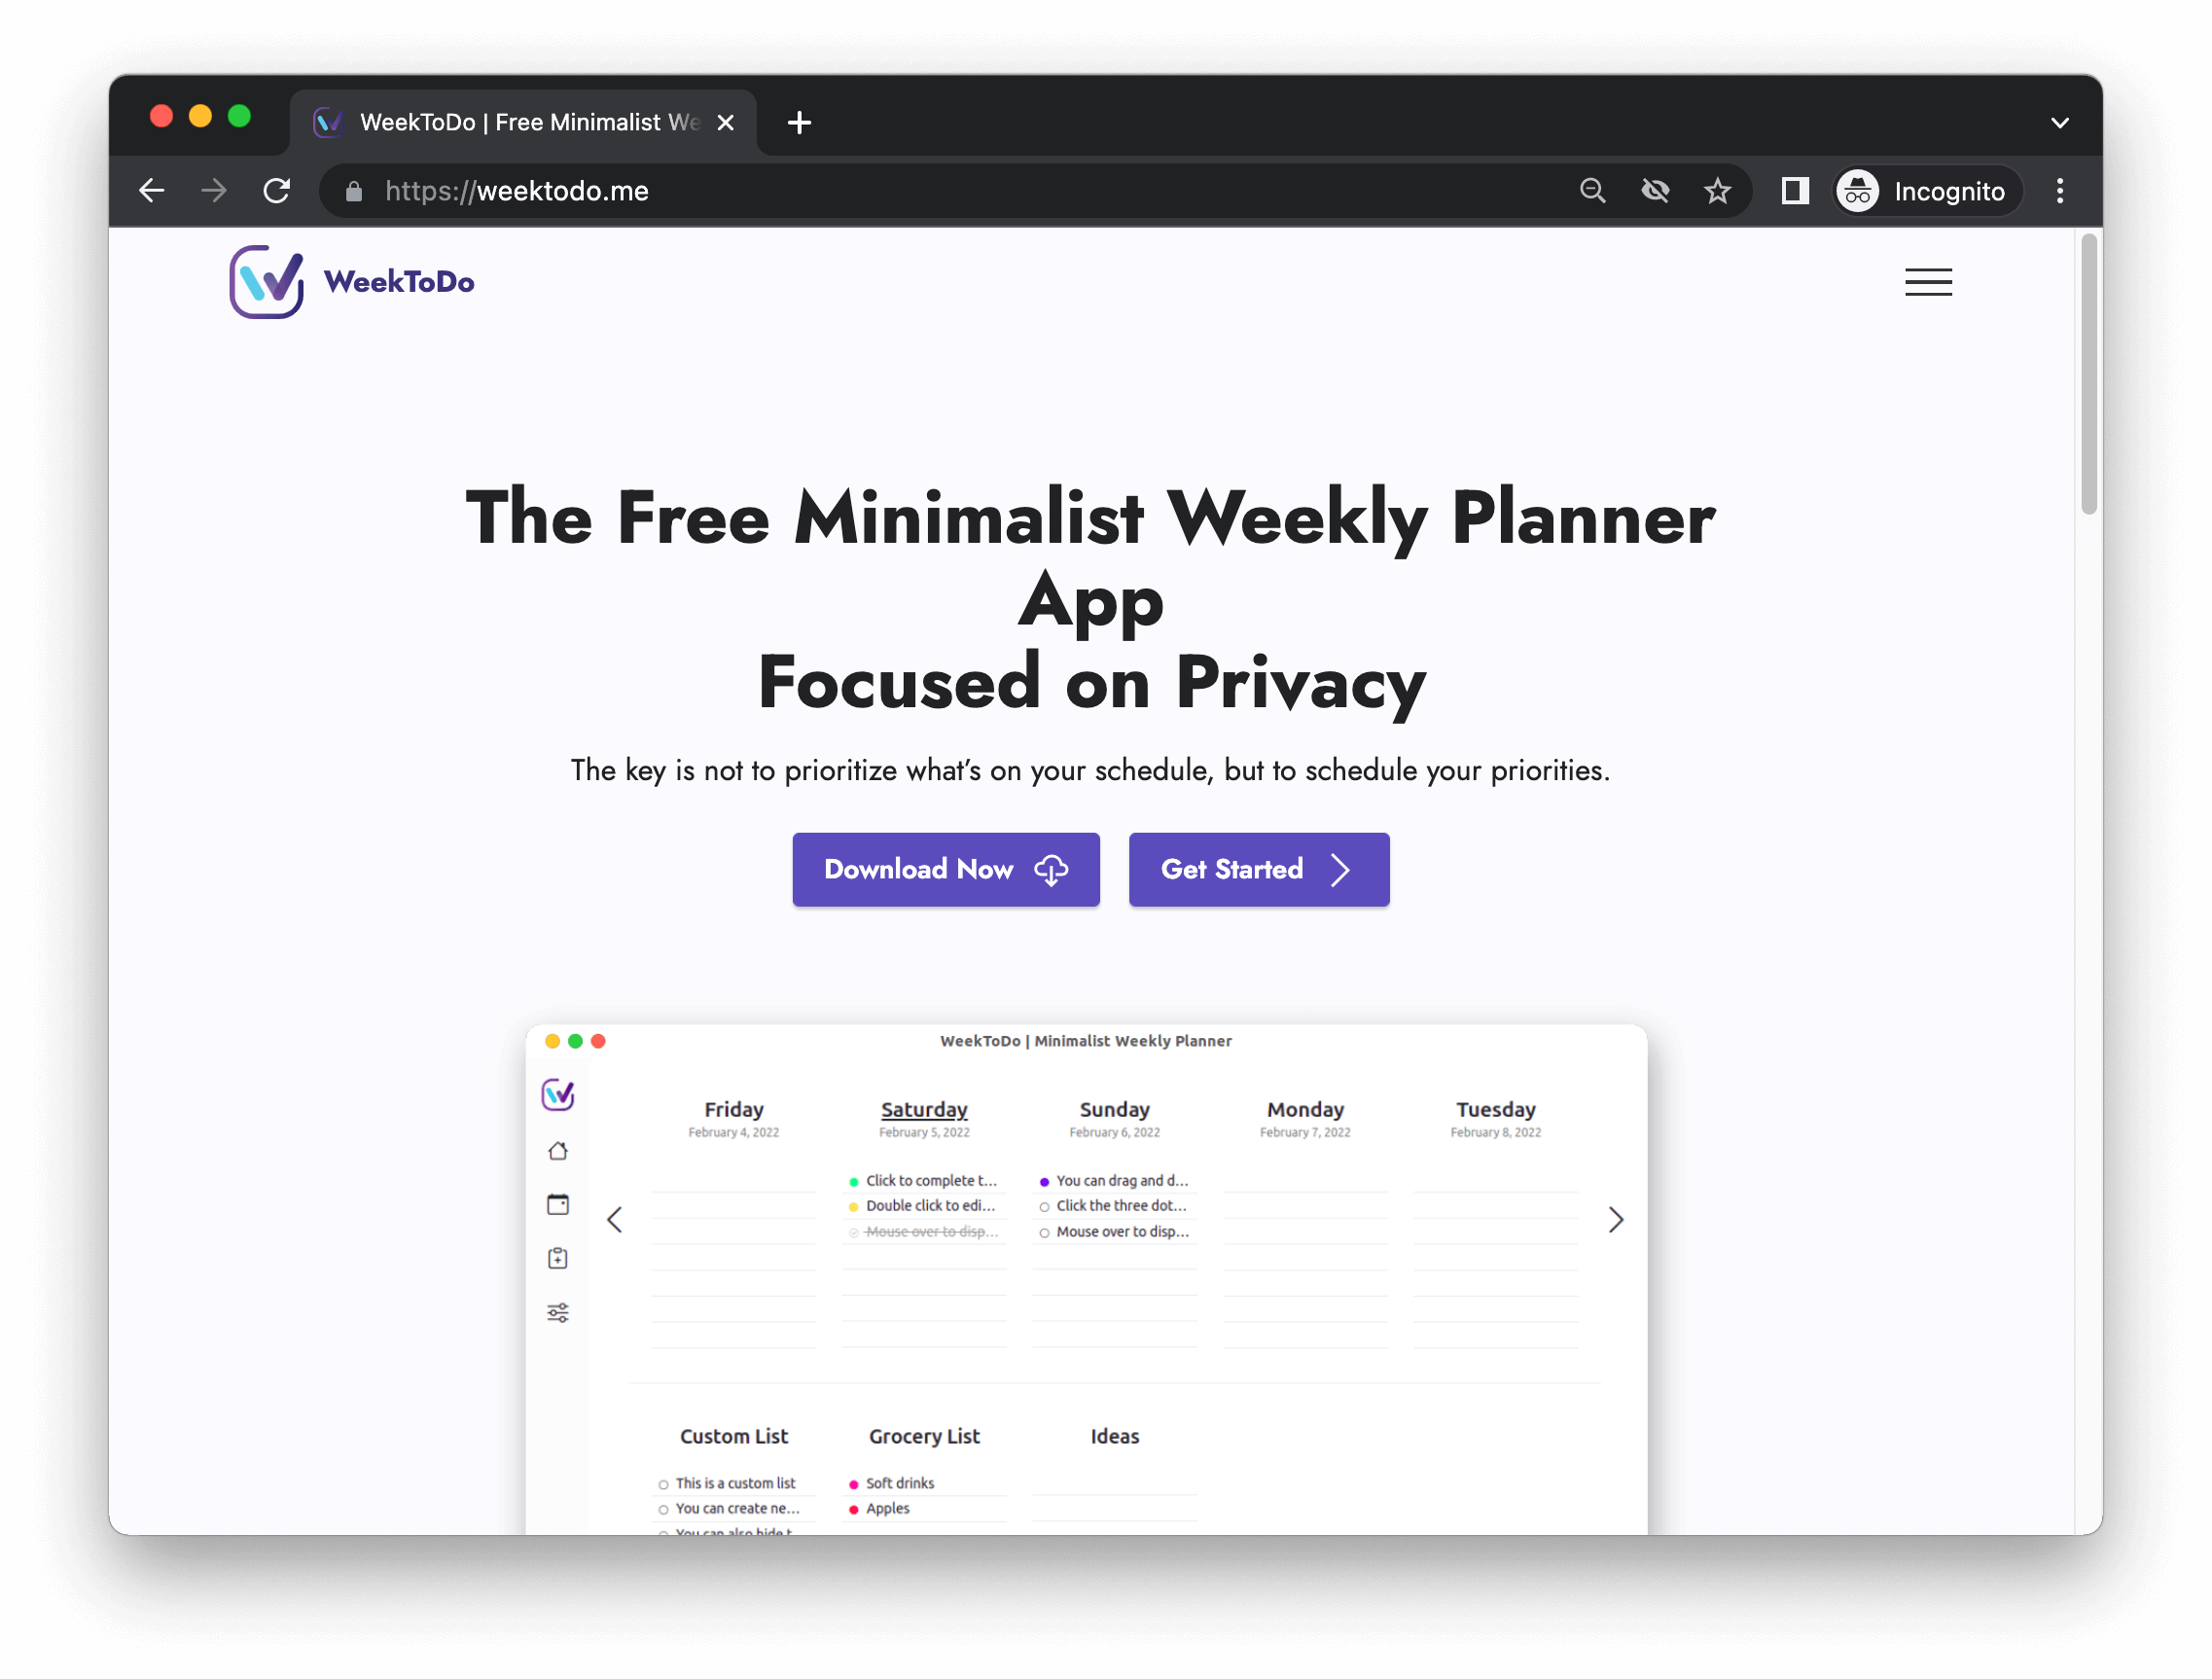 WeekToDo | Free Minimalist We
https://weektodo.me
Incognito
WeekToDo
The Free Minimalist Weekly Planner
App
Focused on Privacy
The key is not to prioritize what's on your schedule, but to schedule your priorities.
Download Now
Get Started
WeekToDo | Minimalist Weekly Planner
Friday
Saturday
Sunday
Monday
Tuesday
February 4, 2022
February 5, 2022
February 6, 2022
February 7, 2022
February 8, 2022
Click to complete t...
Double click to edi...
Mouse over to disp...
You can drag and d...
Click the three dot...
Mouse over to disp...
Custom List
Grocery List
Ideas
This is a custom list
You can create ne...
You can also hide t
Soft drinks
Apples